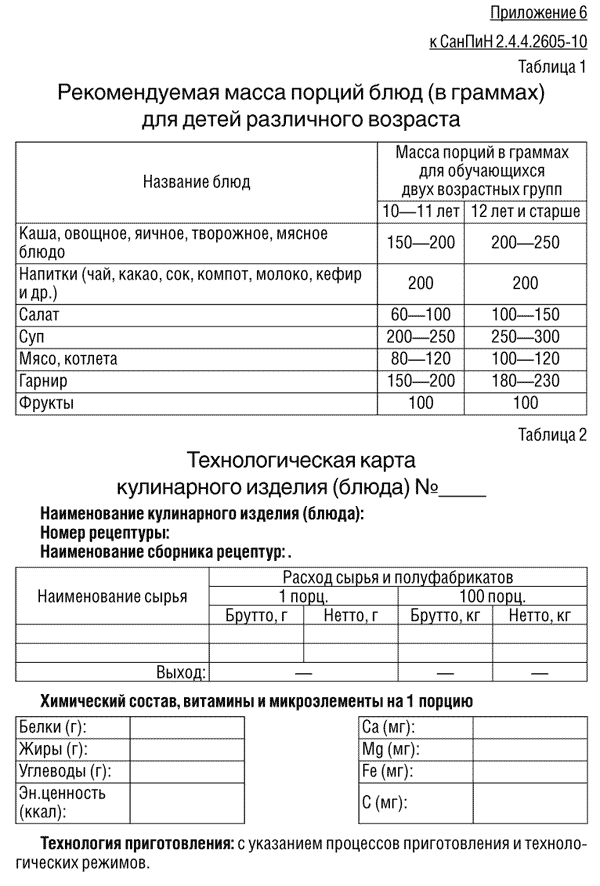 Приложение 6
к СанПиН 2.4.4.2605-10
Таблица 1
Рекомендуемая масса порций блюд (в граммах)
для детей различного возраста
Название блюд
Масса порций в граммах
для обучающихся
двух возрастных групп
10—11 лет 12 лет и старше
Каша, овощное, яичное, творожное, мясное
блюдо
150—200 200—250
Напитки (чай, какао, сок, компот, молоко, кефир
и др.)
200 200
Салат 60—100 100—150
Суп 200—250 250—300
Мясо, котлета 80—120 100—120
Гарнир 150—200 180—230
Фрукты 100 100
Таблица 2
Технологическая карта
кулинарного изделия (блюда) №____
Наименование кулинарного изделия (блюда):
Номер рецептуры:
Наименование сборника рецептур: .
Наименование сырья
Расход сырья и полуфабрикатов
1 порц. 100 порц.
Брутто, г Нетто, г Брутто, кг Нетто, кг
Выход: — — —
Химический состав, витамины и микроэлементы на 1 порцию
Белки (г): Ca (мг):
Жиры (г): Mg (мг):
Углеводы (г): Fe (мг):
Эн.ценность
(ккал):
C (мг):
Технология приготовления: с указанием процессов приготовления и техноло-
гических режимов.